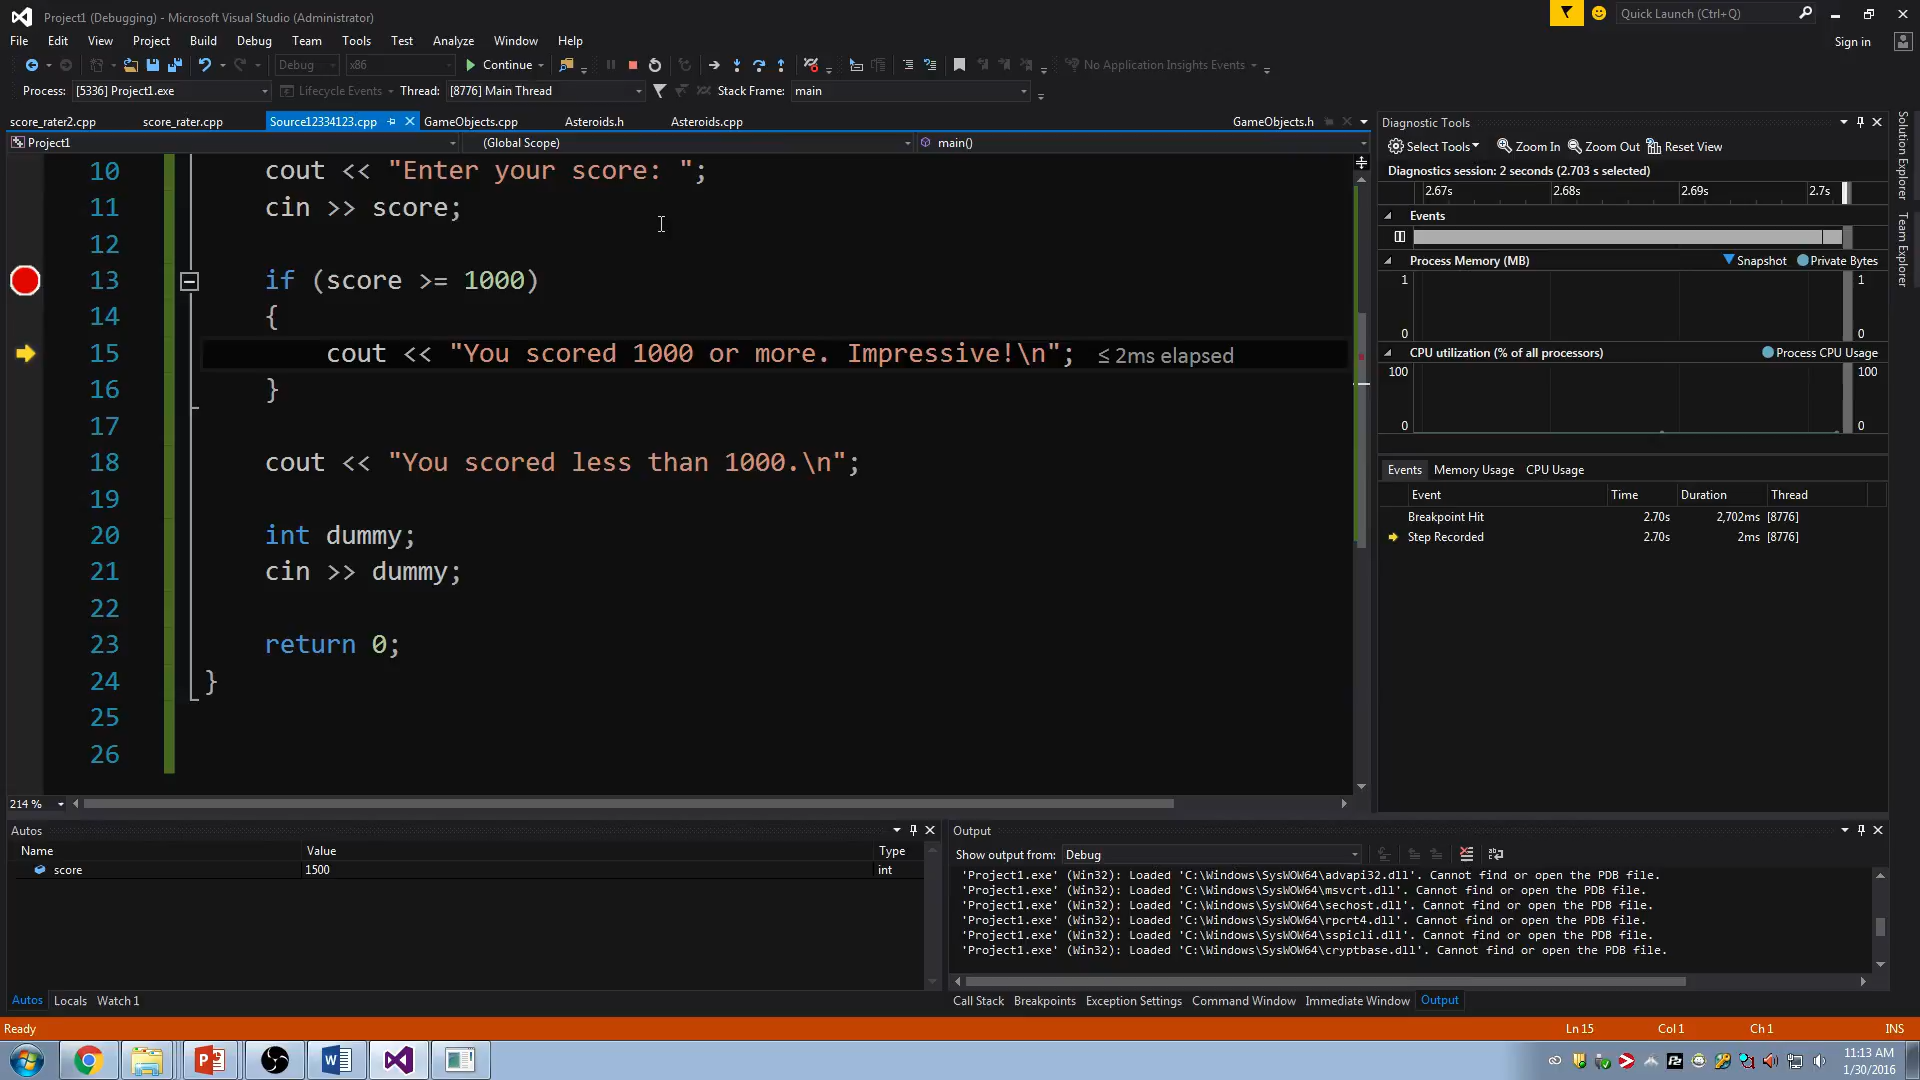 Project1 (Debugging) - Microsoft Visual Studio (Administrator)
Quick Launch (Ctrl+Q)
File Edit View Project Build Debug Team Tools Test Analyze Window Help
Sign in
Debug x86 Continue No Application Insights Events
Process: [5336] Project1.exe Lifecycle Events Thread: [8776] Main Thread Stack Frame: main
score_rater2.cpp score_rater.cpp Source12334123.cpp GameObjects.cpp Asteroids.h Asteroids.cpp GameObjects.h
Project1 (Global Scope) main()
10 cout << "Enter your score: ";
11 cin >> score;
12
13 if (score >= 1000)
14 {
15 cout << "You scored 1000 or more. Impressive!\n"; ≤ 2ms elapsed
16 }
17
18 cout << "You scored less than 1000.\n";
19
20 int dummy;
21 cin >> dummy;
22
23 return 0;
24 }
25
26
214 %
Diagnostic Tools
Select Tools Zoom In Zoom Out Reset View
Diagnostics session: 2 seconds (2.703 s selected)
2.67s 2.68s 2.69s 2.7s
Events
Process Memory (MB) Snapshot Private Bytes
1 1
0 0
CPU utilization (% of all processors) Process CPU Usage
100 100
0 0
Events Memory Usage CPU Usage
Event Time Duration Thread
Breakpoint Hit 2.70s 2,702ms [8776]
Step Recorded 2.70s 2ms [8776]
Solution Explorer
Team Explorer
Autos
Name Value Type
score 1500 int
Autos Locals Watch 1
Output
Show output from: Debug
'Project1.exe' (Win32): Loaded 'C:\Windows\SysWOW64\advapi32.dll'. Cannot find or open the PDB file.
'Project1.exe' (Win32): Loaded 'C:\Windows\SysWOW64\msvcrt.dll'. Cannot find or open the PDB file.
'Project1.exe' (Win32): Loaded 'C:\Windows\SysWOW64\sechost.dll'. Cannot find or open the PDB file.
'Project1.exe' (Win32): Loaded 'C:\Windows\SysWOW64\rpcrt4.dll'. Cannot find or open the PDB file.
'Project1.exe' (Win32): Loaded 'C:\Windows\SysWOW64\sspicli.dll'. Cannot find or open the PDB file.
'Project1.exe' (Win32): Loaded 'C:\Windows\SysWOW64\cryptbase.dll'. Cannot find or open the PDB file.
Call Stack Breakpoints Exception Settings Command Window Immediate Window Output
Ready Ln 15 Col 1 Ch 1 INS
11:13 AM
1/30/2016